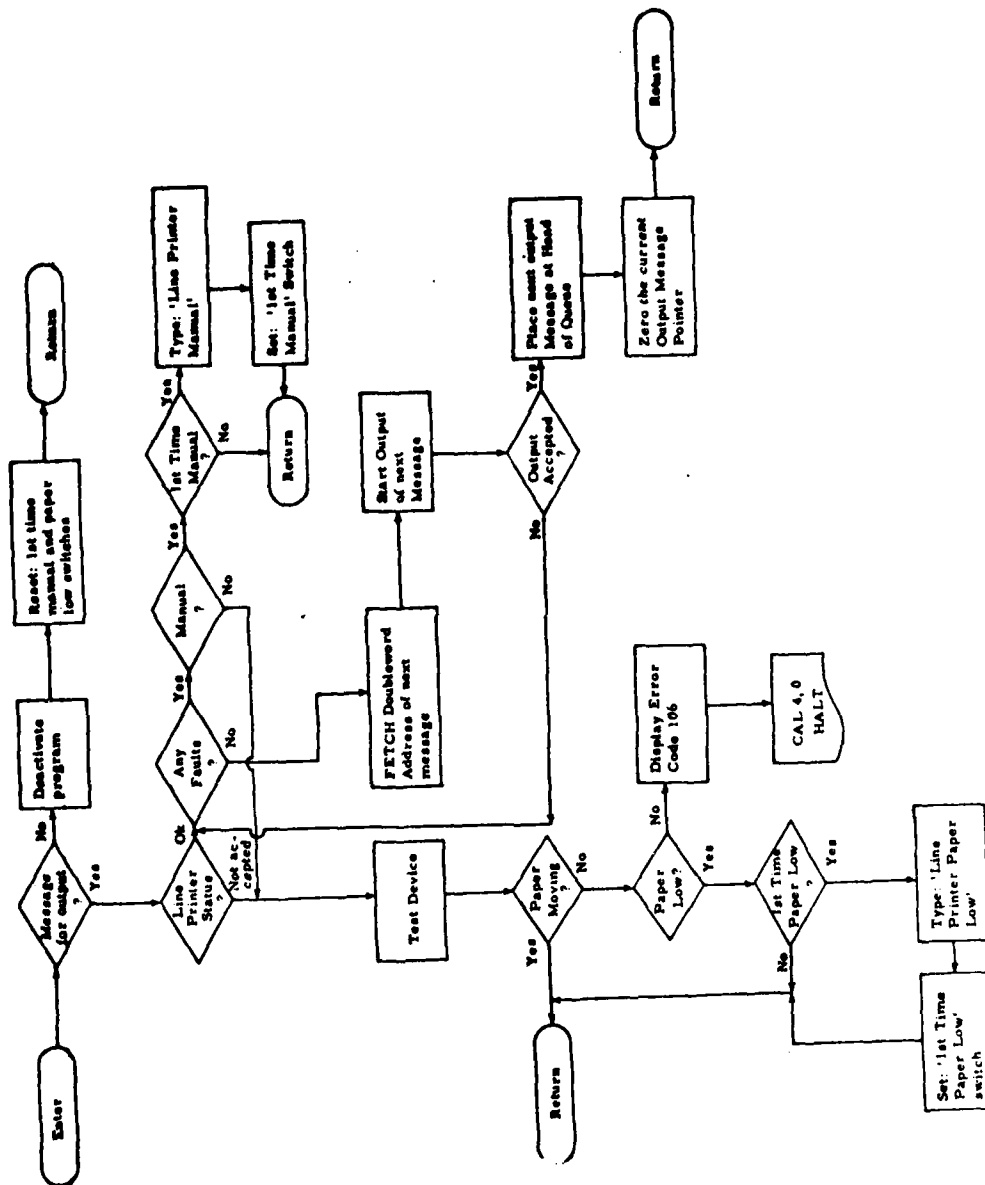 Enter
Message
for output
?
No
Yes
Deactivate
program
Reset: 1st time
manual and paper
low switches
Return
Line
Printer
Status
?
Ok
Not ac-
cepted
Any
Faults
?
Yes
No
Manual
?
Yes
No
1st Time
Manual
?
Yes
No
Type: 'Line Printer
Manual'
Set: '1st Time
Manual' Switch
Return
FETCH Doubleword
Address of next
message
Start Output
of next
Message
Output
Accepted
?
No
Yes
Place next output
Message at Head
of Queue
Zero the current
Output Message
Pointer
Return
Test Device
Paper
Moving
?
Yes
No
Return
Paper
Low?
No
Yes
Display Error
Code 106
CAL 4, 0
HALT
1st Time
Paper Low
?
No
Yes
Type: 'Line
Printer Paper
Low'
Set: '1st Time
Paper Low'
switch